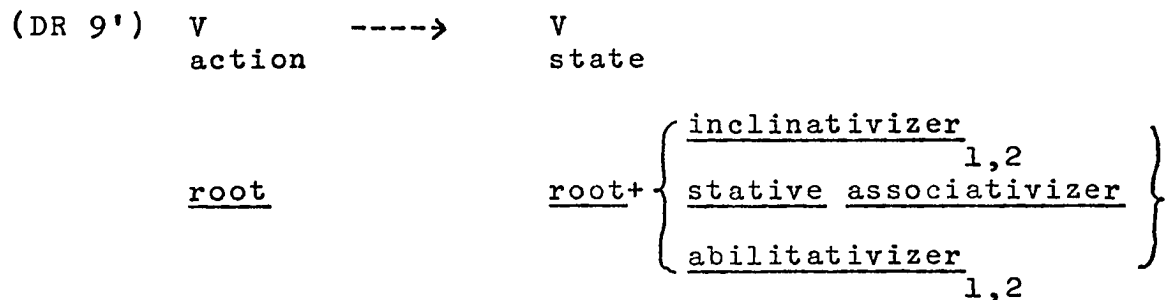 (DR 9') V ----→ V
action state
inclinativizer
1,2
root root+ stative associativizer
abilitativizer
1,2